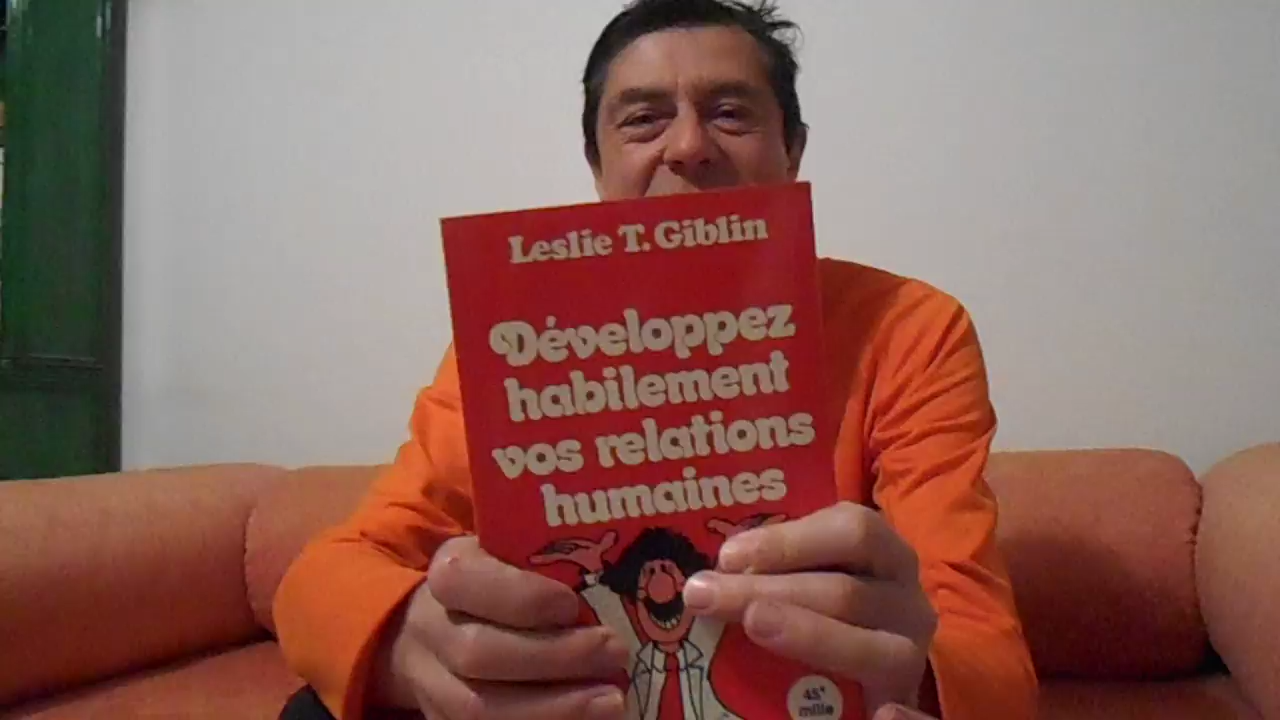 Leslie T. Giblin
Développez
habilement
vos relations
humaines
45e
mille